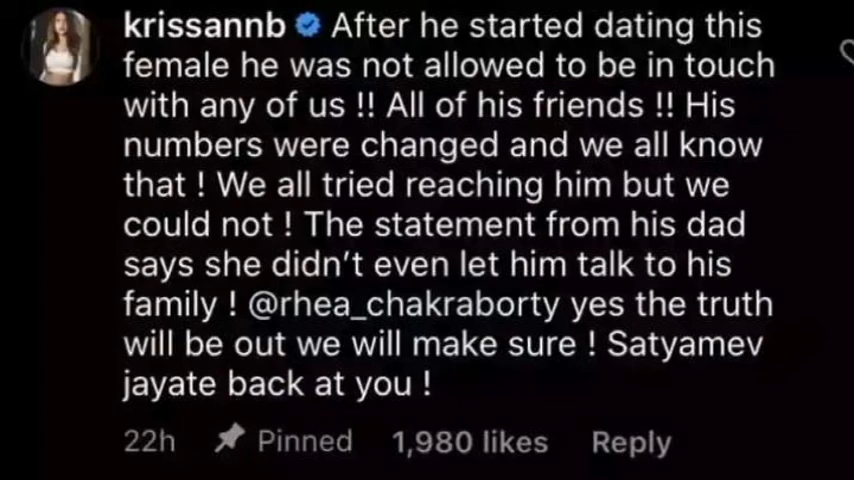 krissannb After he started dating this
female he was not allowed to be in touch
with any of us !! All of his friends !! His
numbers were changed and we all know
that ! We all tried reaching him but we
could not ! The statement from his dad
says she didn't even let him talk to his
family ! @rhea_chakraborty yes the truth
will be out we will make sure ! Satyamev
jayate back at you !
22h Pinned 1,980 likes Reply